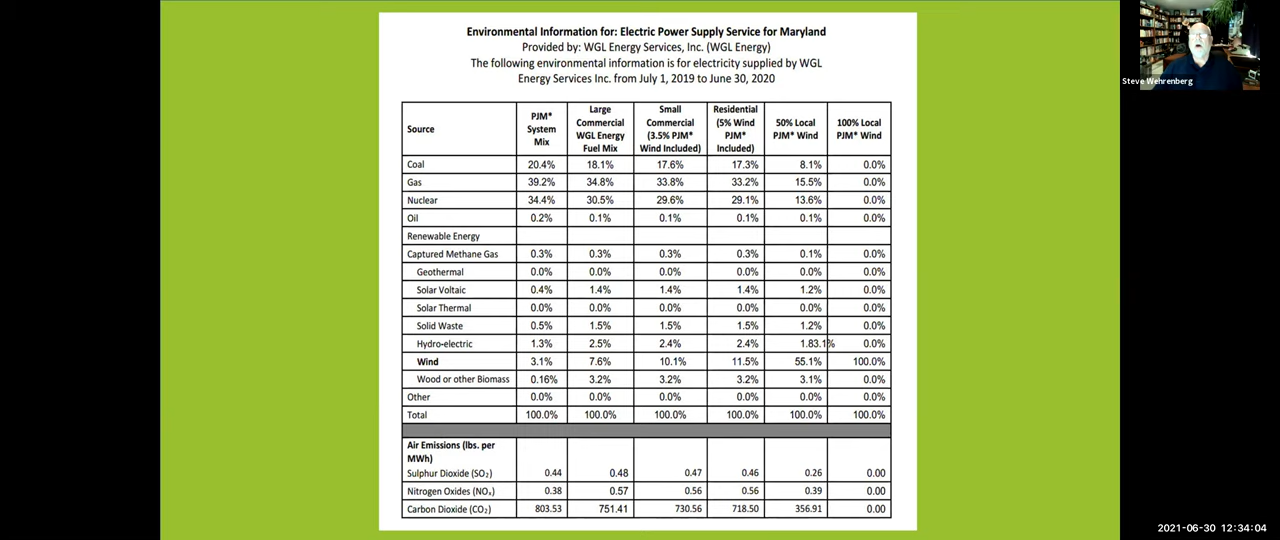 Environmental Information for: Electric Power Supply Service for Maryland
Provided by: WGL Energy Services, Inc. (WGL Energy)
The following environmental information is for electricity supplied by WGL
Energy Services Inc. from July 1, 2019 to June 30, 2020
Steve Wehrenberg
Source PJM* System Mix Large Commercial WGL Energy Fuel Mix Small Commercial (3.5% PJM* Wind Included) Residential (5% Wind PJM* Included) 50% Local PJM* Wind 100% Local PJM* Wind
Coal 20.4% 18.1% 17.6% 17.3% 8.1% 0.0%
Gas 39.2% 34.8% 33.8% 33.2% 15.5% 0.0%
Nuclear 34.4% 30.5% 29.6% 29.1% 13.6% 0.0%
Oil 0.2% 0.1% 0.1% 0.1% 0.1% 0.0%
Renewable Energy
Captured Methane Gas 0.3% 0.3% 0.3% 0.3% 0.1% 0.0%
Geothermal 0.0% 0.0% 0.0% 0.0% 0.0% 0.0%
Solar Voltaic 0.4% 1.4% 1.4% 1.4% 1.2% 0.0%
Solar Thermal 0.0% 0.0% 0.0% 0.0% 0.0% 0.0%
Solid Waste 0.5% 1.5% 1.5% 1.5% 1.2% 0.0%
Hydro-electric 1.3% 2.5% 2.4% 2.4% 1.83.1% 0.0%
Wind 3.1% 7.6% 10.1% 11.5% 55.1% 100.0%
Wood or other Biomass 0.16% 3.2% 3.2% 3.2% 3.1% 0.0%
Other 0.0% 0.0% 0.0% 0.0% 0.0% 0.0%
Total 100.0% 100.0% 100.0% 100.0% 100.0% 100.0%
Air Emissions (lbs. per
MWh)
Sulphur Dioxide (SO₂) 0.44 0.48 0.47 0.46 0.26 0.00
Nitrogen Oxides (NOₓ) 0.38 0.57 0.56 0.56 0.39 0.00
Carbon Dioxide (CO₂) 803.53 751.41 730.56 718.50 356.91 0.00
2021-06-30 12:34:04